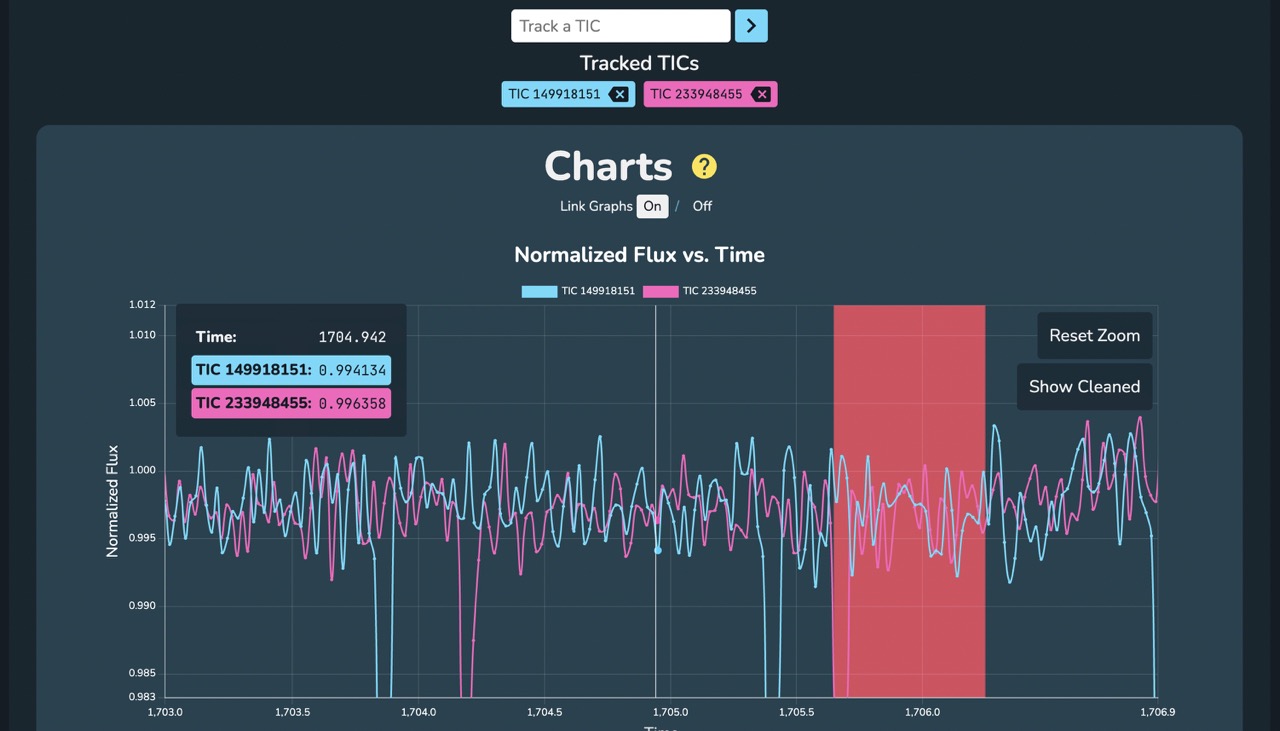 Track a TIC
Tracked TICs
TIC 149918151 TIC 233948455
Charts ?
Link Graphs On / Off
Normalized Flux vs. Time
TIC 149918151 TIC 233948455
Time: 1704.942
TIC 149918151: 0.994134
TIC 233948455: 0.996358
Reset Zoom
Show Cleaned
Normalized Flux
1.012
1.010
1.005
1.000
0.995
0.990
0.985
0.983
1,703.0 1,703.5 1,704.0 1,704.5 1,705.0 1,705.5 1,706.0 1,706.9